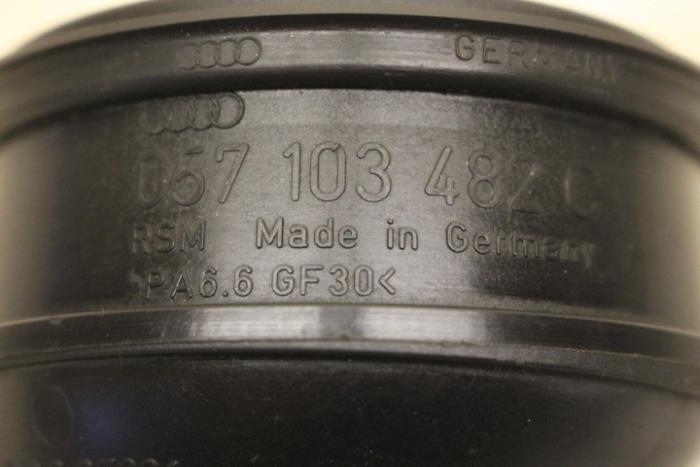 GERMANY
057 103 482 C
RSM Made in Germany
>PA6.6 GF30<